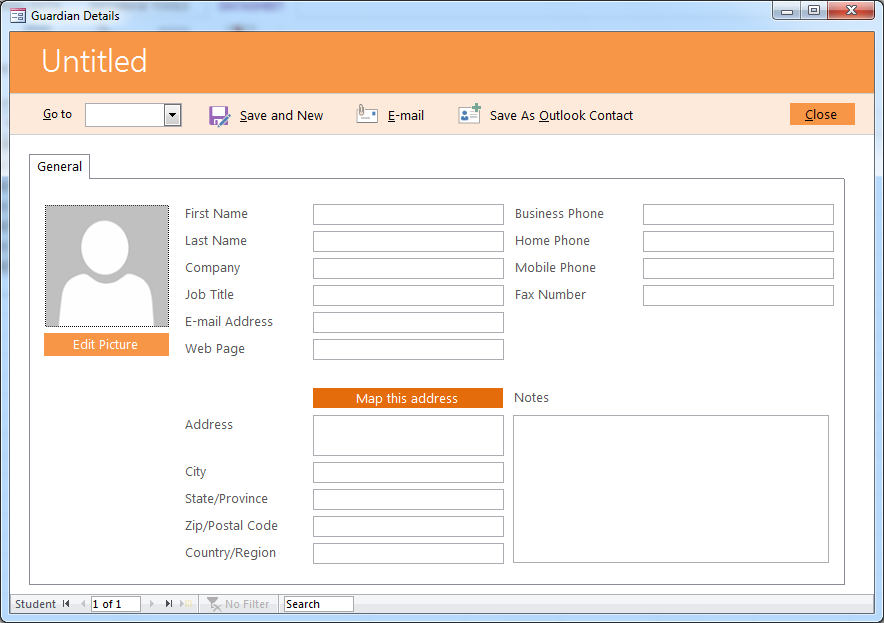 Guardian Details
Untitled
Go to
Save and New
E-mail
Save As Outlook Contact
Close
General
First Name
Last Name
Company
Job Title
E-mail Address
Web Page
Business Phone
Home Phone
Mobile Phone
Fax Number
Edit Picture
Map this address
Notes
Address
City
State/Province
Zip/Postal Code
Country/Region
Student
1 of 1
No Filter
Search